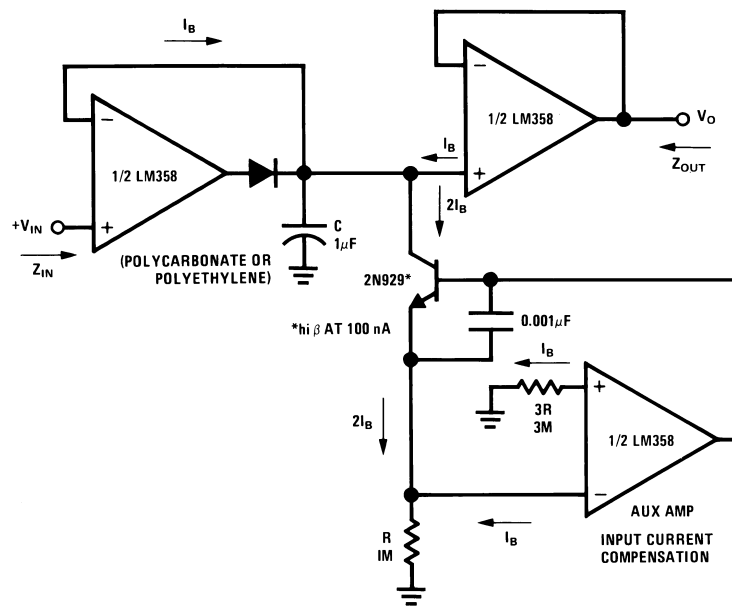 I_B
−
1/2 LM358
+V_IN
+
Z_IN
C
1μF
(POLYCARBONATE OR
POLYETHYLENE)
−
1/2 LM358
I_B
+
V_O
Z_OUT
2I_B
2N929*
*hi β AT 100 nA
0.001μF
I_B
3R
3M
+
1/2 LM358
−
2I_B
I_B
AUX AMP
INPUT CURRENT
COMPENSATION
R
IM